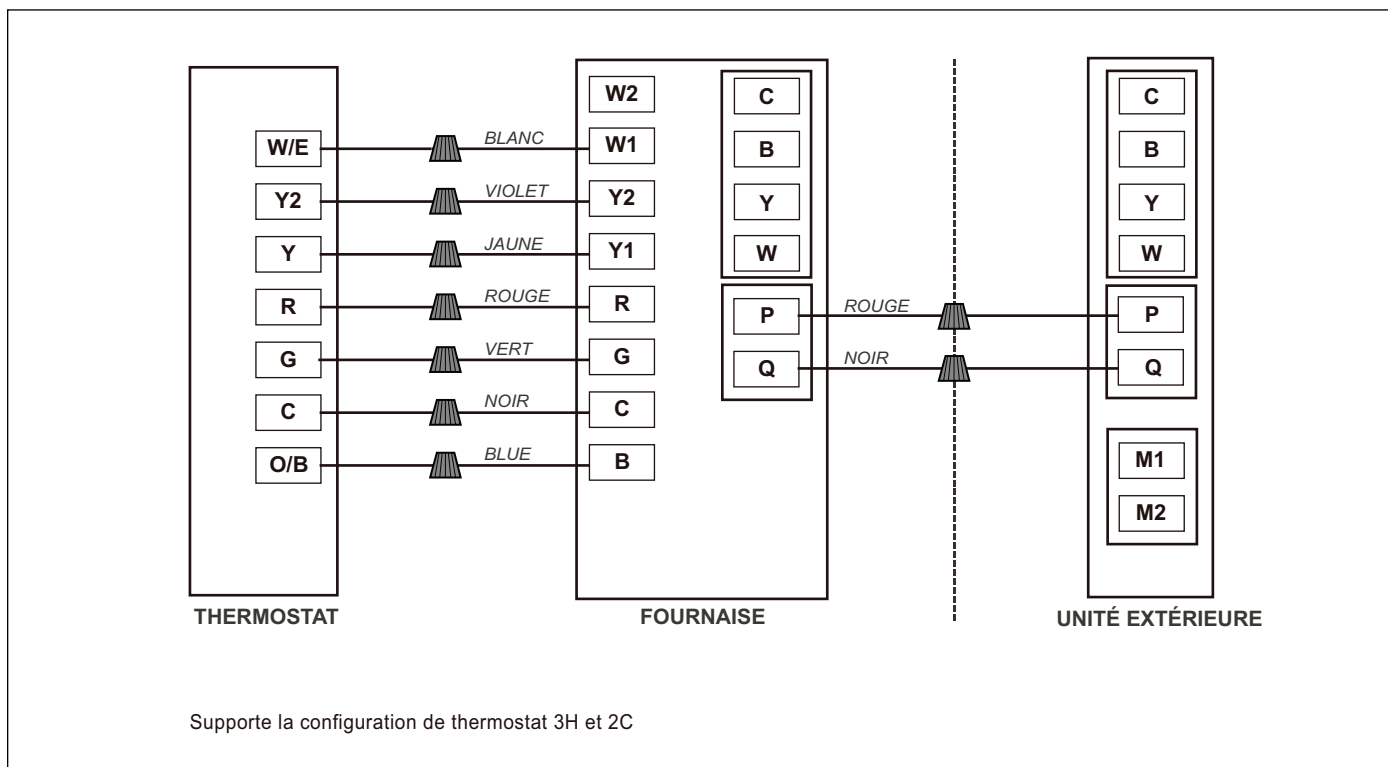 W2
C
C
W/E
BLANC
W1
B
B
Y2
VIOLET
Y2
Y
Y
Y
JAUNE
Y1
W
W
R
ROUGE
R
P
ROUGE
P
G
VERT
G
Q
NOIR
Q
C
NOIR
C
O/B
BLUE
B
M1
M2
THERMOSTAT
FOURNAISE
UNITÉ EXTÉRIEURE
Supporte la configuration de thermostat 3H et 2C